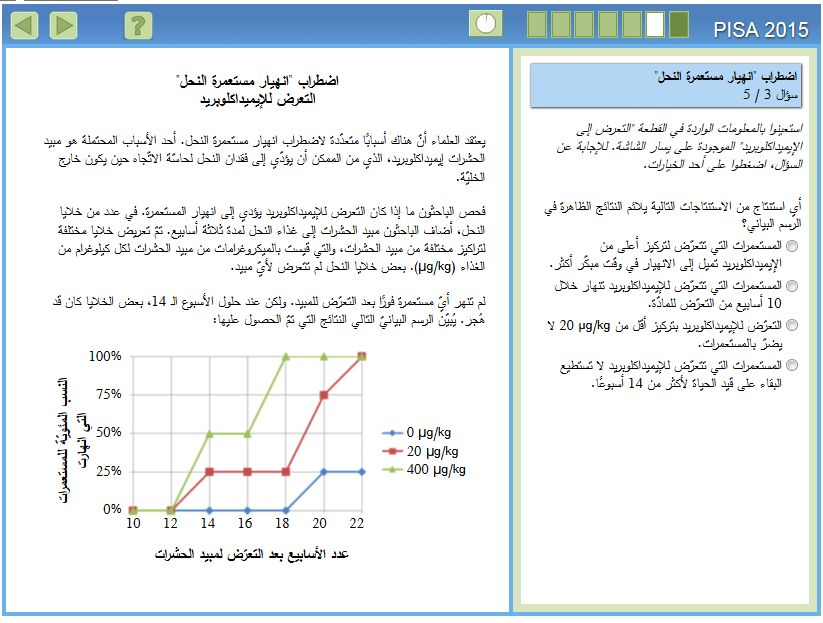 ?
PISA 2015
اضطراب "انهيار مستعمرة النحل"
التعرض للإيميداكلوبريد
يعتقد العلماء أنّ هناك أسبابًا متعدّدة لاضطراب انهيار مستعمرة النحل. أحد الأسباب المحتملة هو مبيد
الحشرات إيميداكلوبريد، الذي من الممكن أن يؤدّي إلى فقدان النحل لحاسّة الاتّجاه حين يكون خارج
الخليّة.
فحص الباحثون ما إذا كان التعرض للإيميداكلوبريد يؤدي إلى انهيار المستعمرة. في عدد من خلايا
النحل، أضاف الباحثون مبيد الحشرات إلى غذاء النحل لمدة ثلاثة أسابيع. تمّ تعريض خلايا مختلفة
لتراكيز مختلفة من مبيد الحشرات، والتي قيست بالميكروغرامات من مبيد الحشرات لكل كيلوغرام من
الغذاء (µg/kg). بعض خلايا النحل لم تتعرض لأيّ مبيد.
لم تنهر أيّ مستعمرة فورًا بعد التعرّض للمبيد. ولكن عند حلول الأسبوع الـ 14، بعض الخلايا كان قد
هُجر. يُبيّن الرسم البيانيّ التالي النتائج التي تمّ الحصول عليها:
النسب المئويّة للمستعمرات
التي انهارت
100%
75%
50%
25%
0%
10 12 14 16 18 20 22
عدد الأسابيع بعد التعرّض لمبيد الحشرات
0 µg/kg
20 µg/kg
400 µg/kg
اضطراب "انهيار مستعمرة النحل"
سؤال 3 / 5
استعينوا بالمعلومات الواردة في القطعة "التعرض إلى
الإيميداكلوبريد" الموجودة على يسار الشاشة. للإجابة عن
السؤال، اضغطوا على أحد الخيارات.
أي استنتاج من الاستنتاجات التالية يلائم النتائج الظاهرة في
الرسم البياني؟
المستعمرات التي تتعرّض لتركيز أعلى من
الإيميداكلوبريد تميل إلى الانهيار في وقت مبكّر أكثر.
المستعمرات التي تتعرّض للإيميداكلوبريد تنهار خلال
10 أسابيع من التعرّض للمادّة.
التعرّض للإيميداكلوبريد بتركيز أقل من 20 µg/kg لا
يضرّ بالمستعمرات.
المستعمرات التي تتعرّض للإيميداكلوبريد لا تستطيع
البقاء على قيد الحياة لأكثر من 14 أسبوعًا.